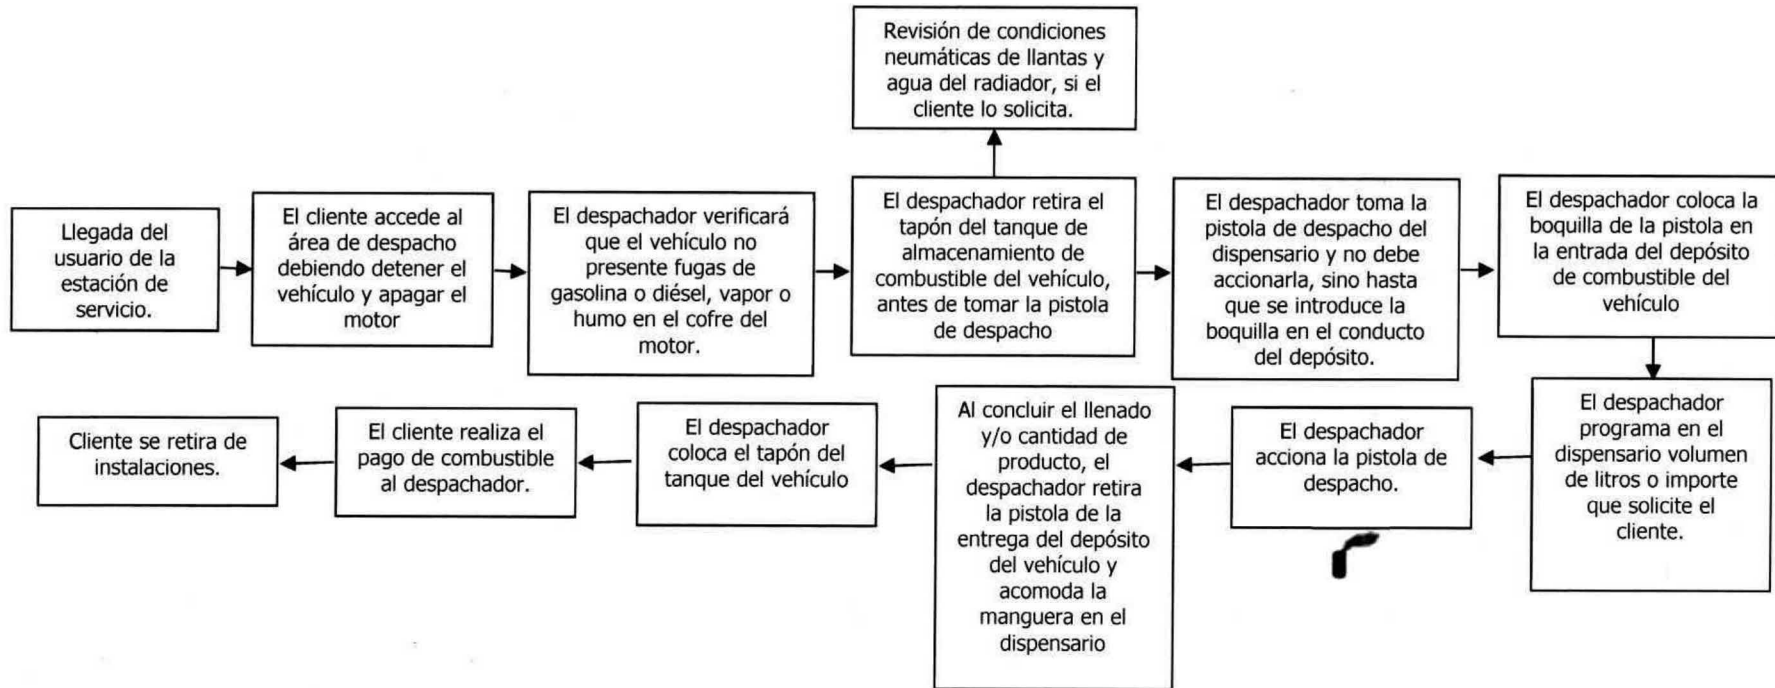 Revisión de condiciones
neumáticas de llantas y
agua del radiador, si el
cliente lo solicita.
Llegada del
usuario de la
estación de
servicio.
El cliente accede al
área de despacho
debiendo detener el
vehículo y apagar el
motor
El despachador verificará
que el vehículo no
presente fugas de
gasolina o diésel, vapor o
humo en el cofre del
motor.
El despachador retira el
tapón del tanque de
almacenamiento de
combustible del vehículo,
antes de tomar la pistola
de despacho
El despachador toma la
pistola de despacho del
dispensario y no debe
accionarla, sino hasta
que se introduce la
boquilla en el conducto
del depósito.
El despachador coloca la
boquilla de la pistola en
la entrada del depósito
de combustible del
vehículo
El despachador
programa en el
dispensario volumen
de litros o importe
que solicite el
cliente.
El despachador
acciona la pistola de
despacho.
Al concluir el llenado
y/o cantidad de
producto, el
despachador retira
la pistola de la
entrega del depósito
del vehículo y
acomoda la
manguera en el
dispensario
El despachador
coloca el tapón del
tanque del vehículo
El cliente realiza el
pago de combustible
al despachador.
Cliente se retira de
instalaciones.